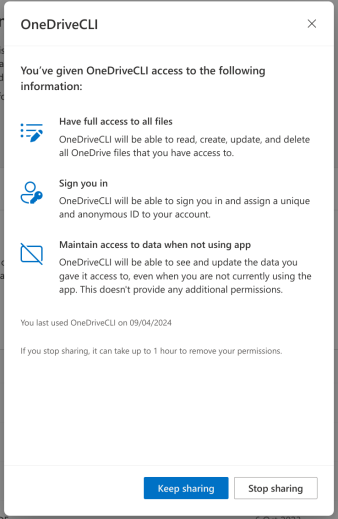 OneDriveCLI
You've given OneDriveCLI access to the following
information:
Have full access to all files
OneDriveCLI will be able to read, create, update, and delete
all OneDrive files that you have access to.
Sign you in
OneDriveCLI will be able to sign you in and assign a unique
and anonymous ID to your account.
Maintain access to data when not using app
OneDriveCLI will be able to see and update the data you
gave it access to, even when you are not currently using the
app. This doesn't provide any additional permissions.
You last used OneDriveCLI on 09/04/2024
If you stop sharing, it can take up to 1 hour to remove your permissions.
Keep sharing
Stop sharing